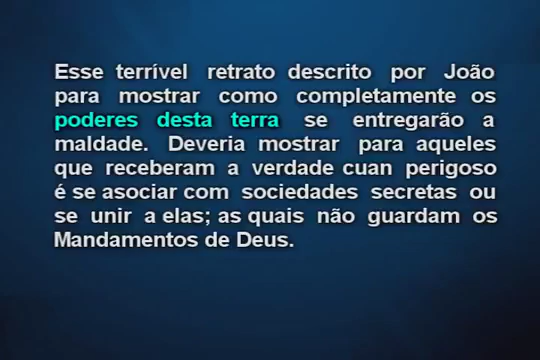 Esse terrível retrato descrito por João
para mostrar como completamente os
poderes desta terra se entregarão a
maldade. Deveria mostrar para aqueles
que receberam a verdade cuan perigoso
é se asociar com sociedades secretas ou
se unir a elas; as quais não guardam os
Mandamentos de Deus.